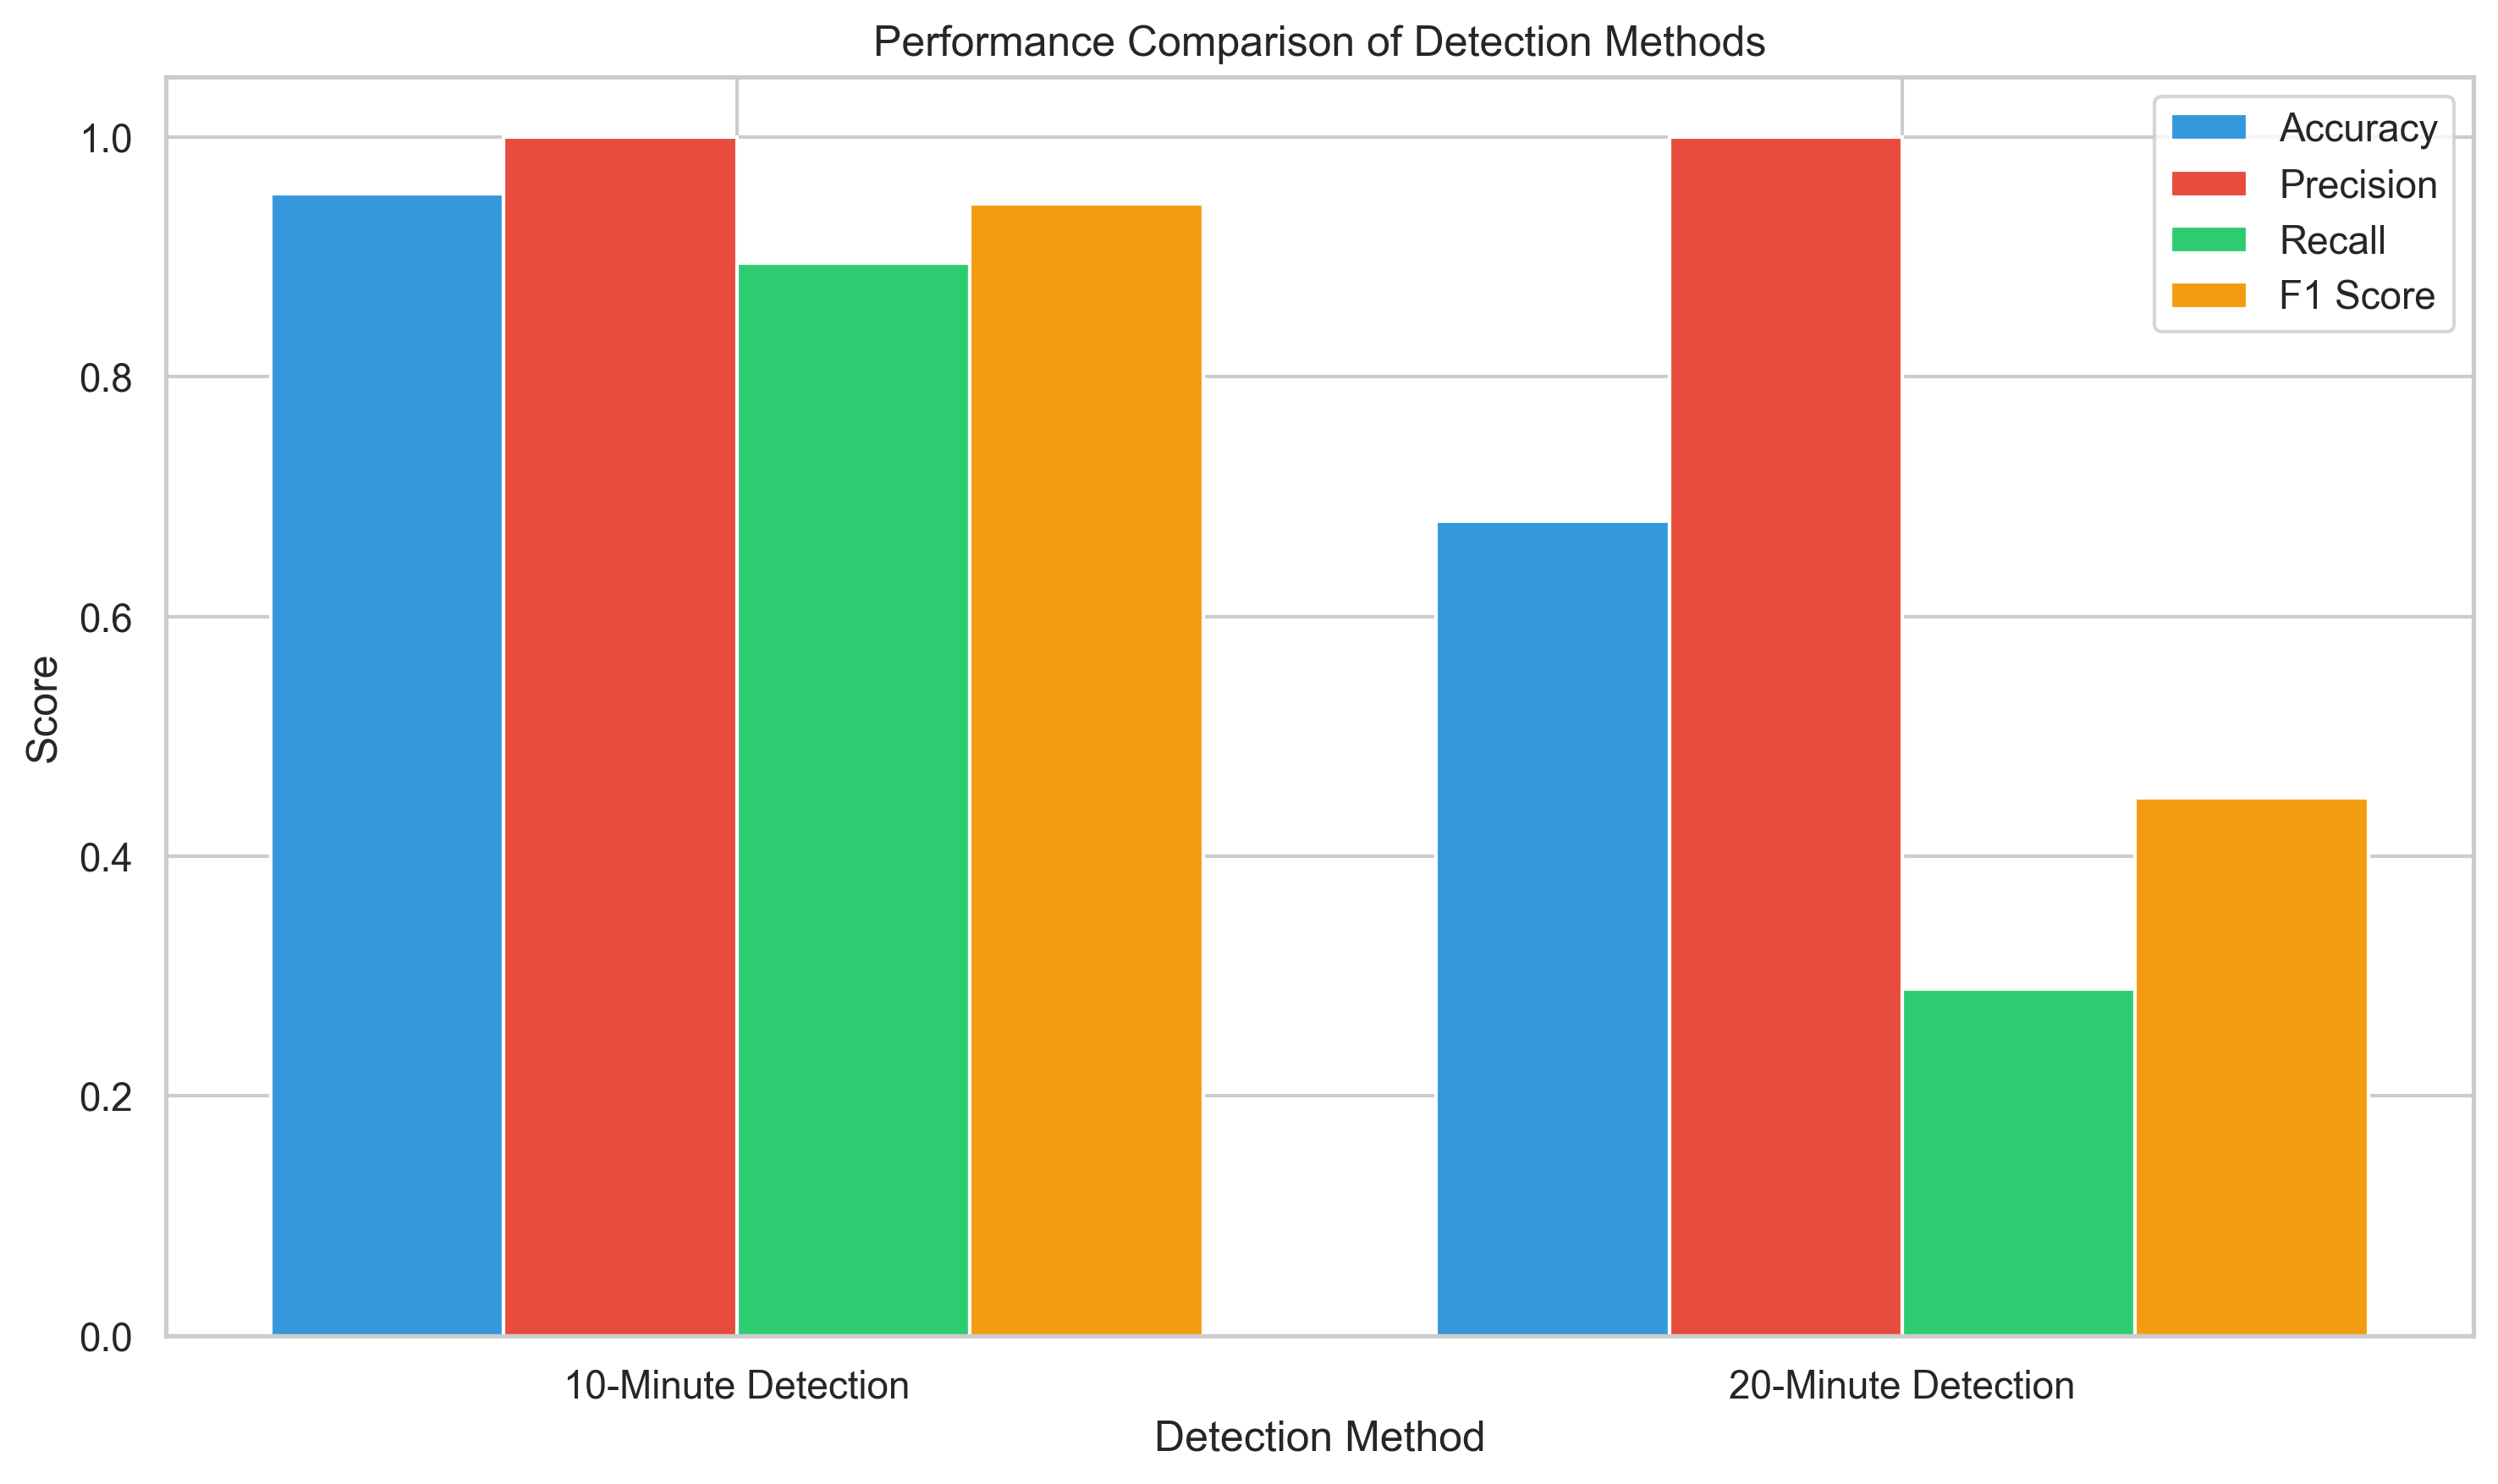 Performance Comparison of Detection Methods
Accuracy
Precision
Recall
F1 Score
Score
1.0
0.8
0.6
0.4
0.2
0.0
10-Minute Detection
20-Minute Detection
Detection Method